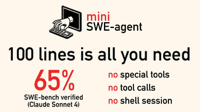 mini
SWE-agent
100 lines is all you need
65%
SWE-bench verified
(Claude Sonnet 4)
no special tools
no tool calls
no shell session